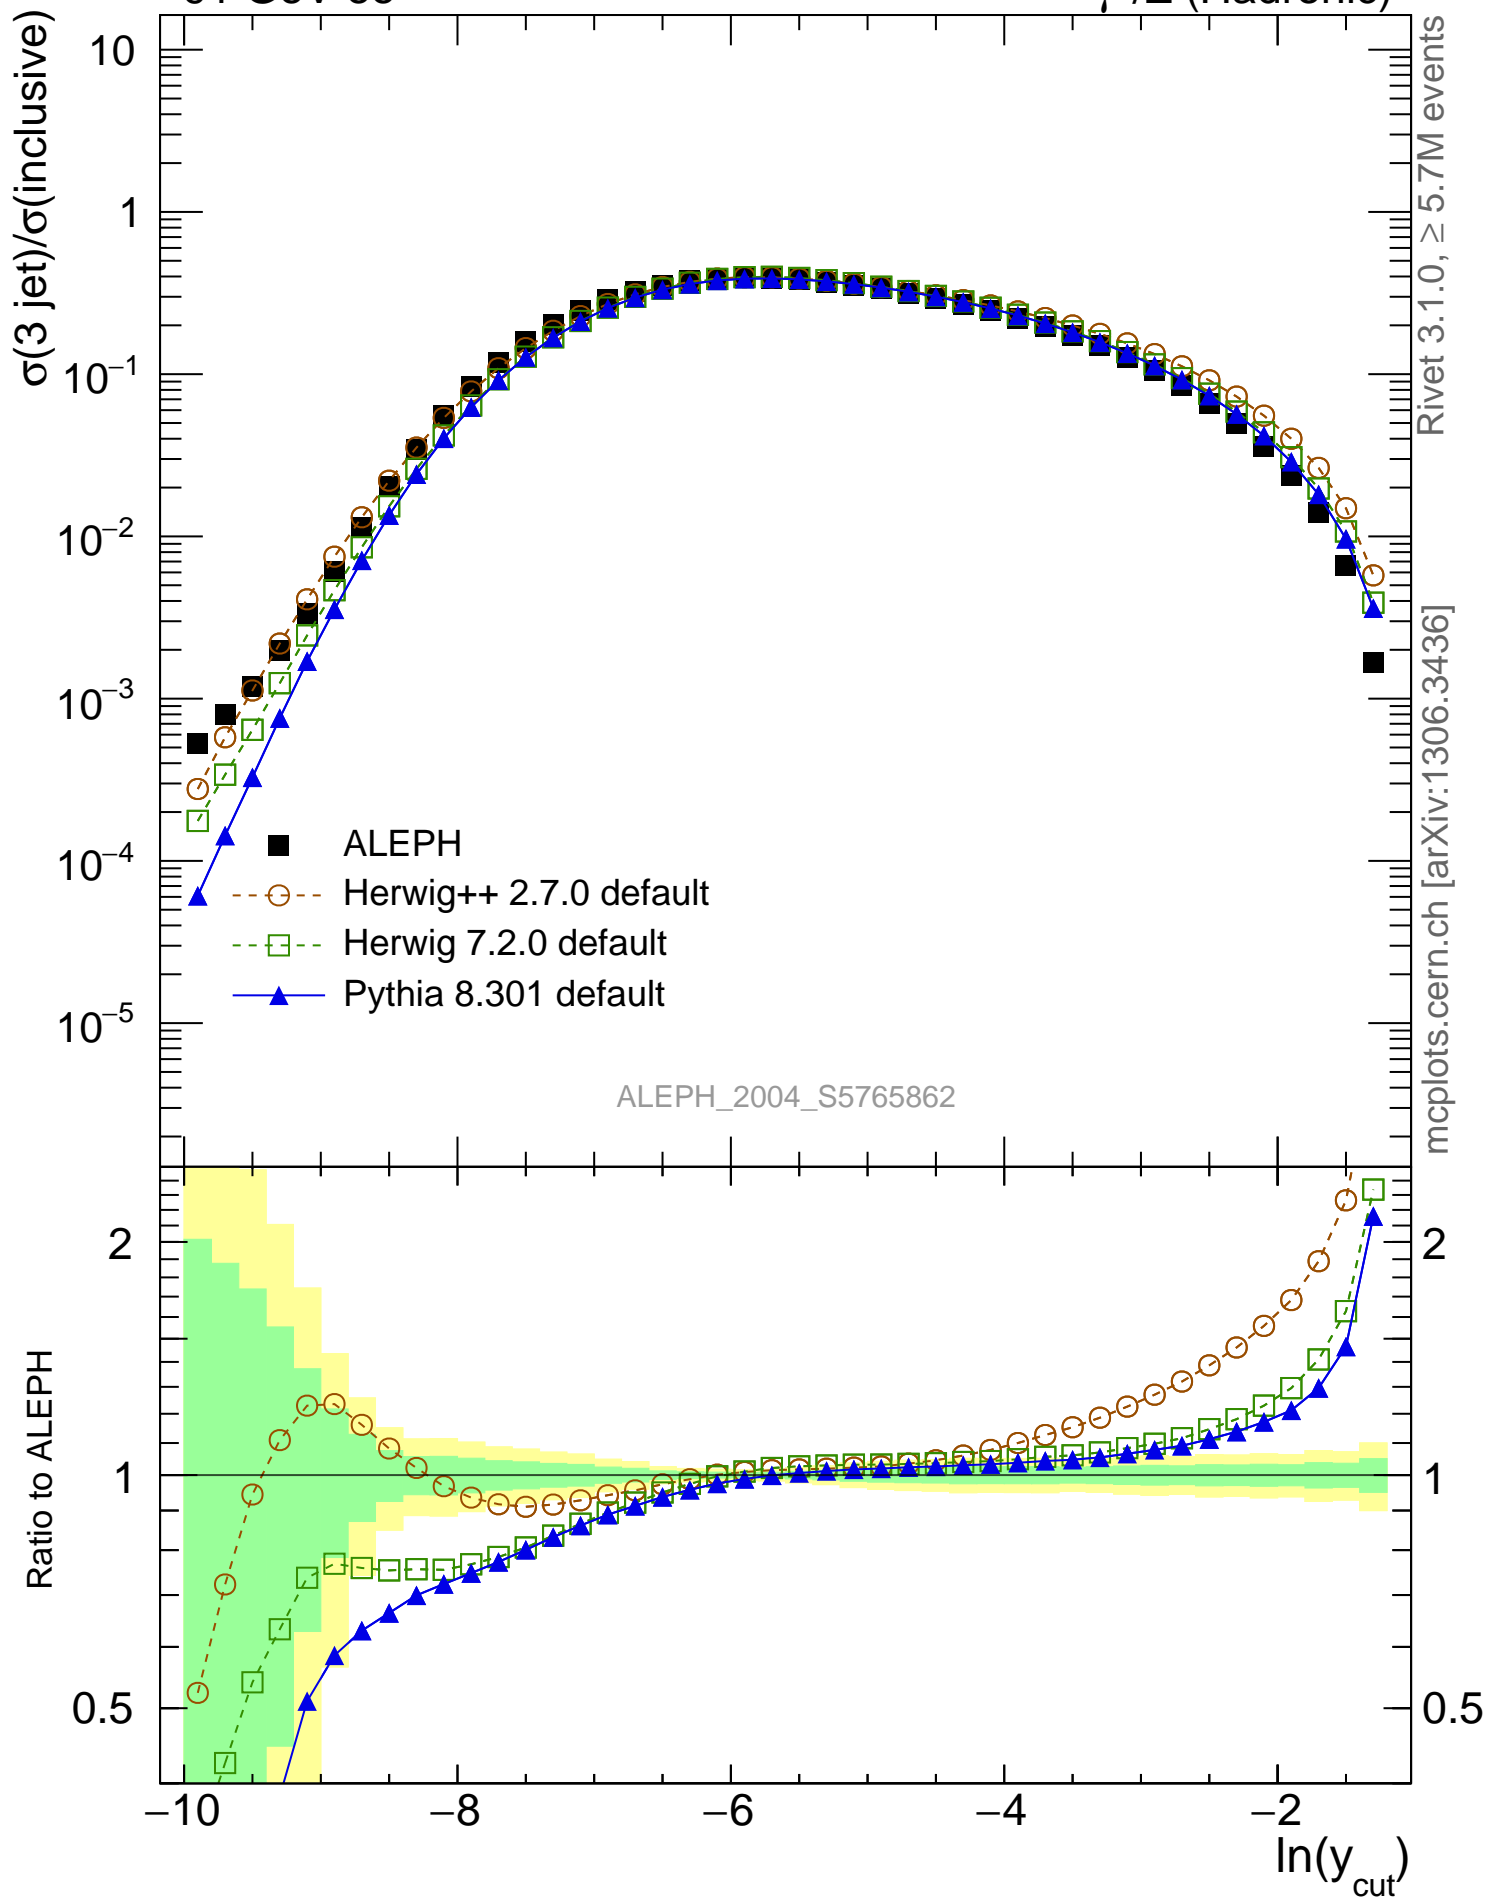 σ(3 jet)/σ(inclusive)
10
1
10⁻¹
10⁻²
10⁻³
10⁻⁴
10⁻⁵
ALEPH
Herwig++ 2.7.0 default
Herwig 7.2.0 default
Pythia 8.301 default
ALEPH_2004_S5765862
Rivet 3.1.0, ≥ 5.7M events
mcplots.cern.ch [arXiv:1306.3436]
Ratio to ALEPH
2
1
0.5
2
1
0.5
−10 −8 −6 −4 −2
ln(y_cut)